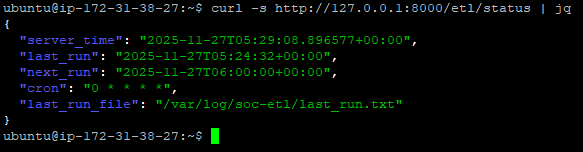 ubuntu@ip-172-31-38-27:~$ curl -s http://127.0.0.1:8000/etl/status | jq
{
  "server_time": "2025-11-27T05:29:08.896577+00:00",
  "last_run": "2025-11-27T05:24:32+00:00",
  "next_run": "2025-11-27T06:00:00+00:00",
  "cron": "0 * * * *",
  "last_run_file": "/var/log/soc-etl/last_run.txt"
}
ubuntu@ip-172-31-38-27:~$